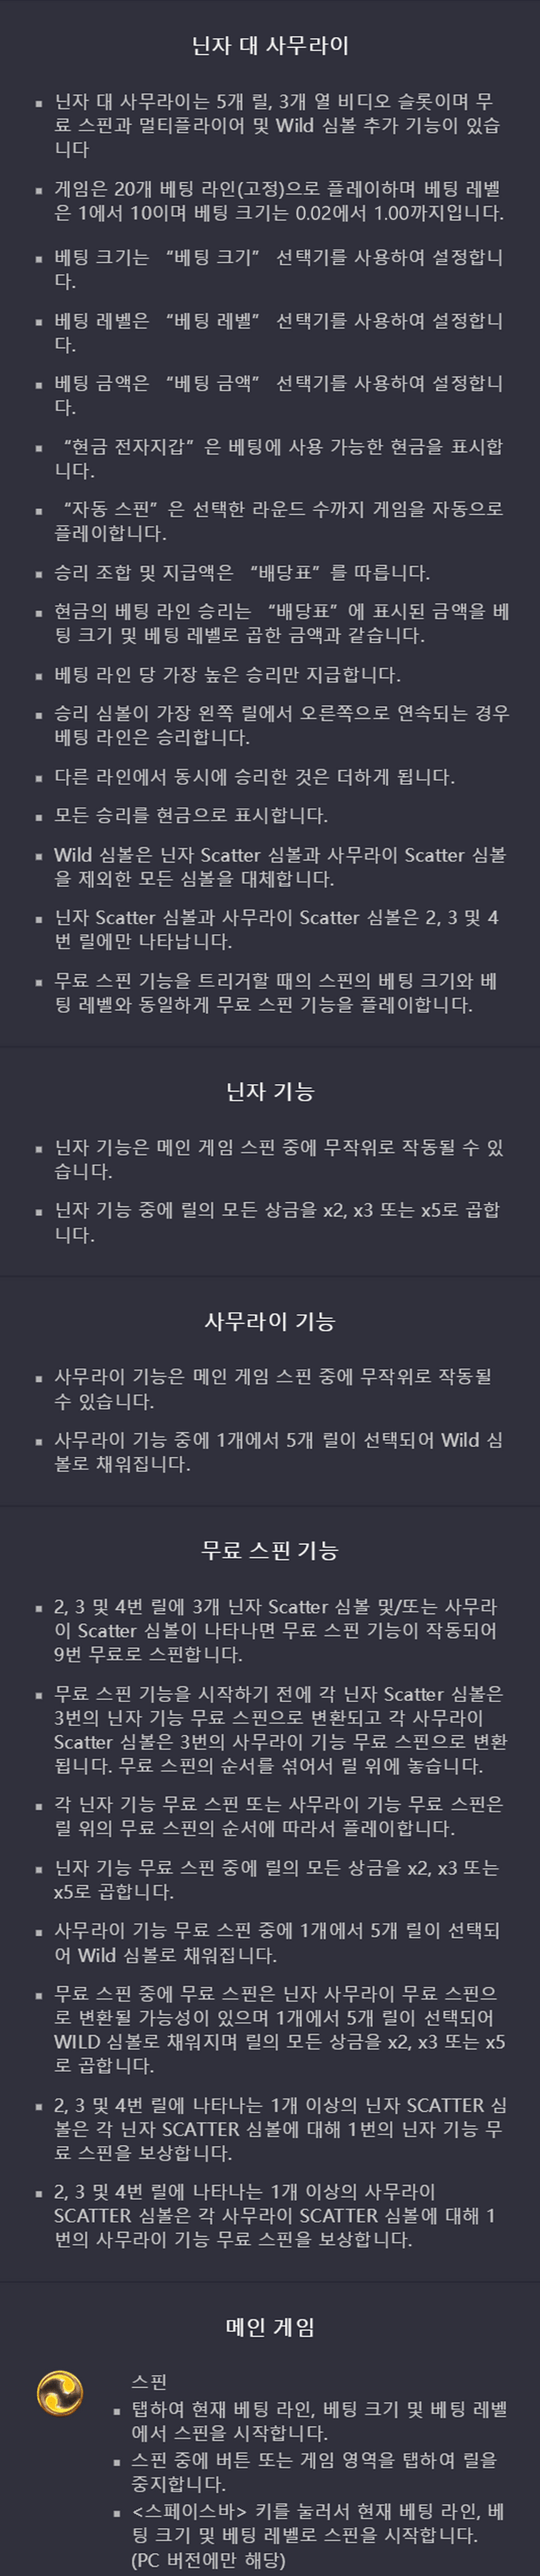 닌자 대 사무라이
닌자 대 사무라이는 5개 릴, 3개 열 비디오 슬롯이며 무
료 스핀과 멀티플라이어 및 Wild 심볼 추가 기능이 있습
니다
게임은 20개 베팅 라인(고정)으로 플레이하며 베팅 레벨
은 1에서 10이며 베팅 크기는 0.02에서 1.00까지입니다.
베팅 크기는 “베팅 크기” 선택기를 사용하여 설정합니
다.
베팅 레벨은 “베팅 레벨” 선택기를 사용하여 설정합니
다.
베팅 금액은 “베팅 금액” 선택기를 사용하여 설정합니
다.
“현금 전자지갑”은 베팅에 사용 가능한 현금을 표시합
니다.
“자동 스핀”은 선택한 라운드 수까지 게임을 자동으로
플레이합니다.
승리 조합 및 지급액은 “배당표”를 따릅니다.
현금의 베팅 라인 승리는 “배당표”에 표시된 금액을 베
팅 크기 및 베팅 레벨로 곱한 금액과 같습니다.
베팅 라인 당 가장 높은 승리만 지급합니다.
승리 심볼이 가장 왼쪽 릴에서 오른쪽으로 연속되는 경우
베팅 라인은 승리합니다.
다른 라인에서 동시에 승리한 것은 더하게 됩니다.
모든 승리를 현금으로 표시합니다.
Wild 심볼은 닌자 Scatter 심볼과 사무라이 Scatter 심볼
을 제외한 모든 심볼을 대체합니다.
닌자 Scatter 심볼과 사무라이 Scatter 심볼은 2, 3 및 4
번 릴에만 나타납니다.
무료 스핀 기능을 트리거할 때의 스핀의 베팅 크기와 베
팅 레벨와 동일하게 무료 스핀 기능을 플레이합니다.
닌자 기능
닌자 기능은 메인 게임 스핀 중에 무작위로 작동될 수 있
습니다.
닌자 기능 중에 릴의 모든 상금을 x2, x3 또는 x5로 곱합
니다.
사무라이 기능
사무라이 기능은 메인 게임 스핀 중에 무작위로 작동될
수 있습니다.
사무라이 기능 중에 1개에서 5개 릴이 선택되어 Wild 심
볼로 채워집니다.
무료 스핀 기능
2, 3 및 4번 릴에 3개 닌자 Scatter 심볼 및/또는 사무라
이 Scatter 심볼이 나타나면 무료 스핀 기능이 작동되어
9번 무료로 스핀합니다.
무료 스핀 기능을 시작하기 전에 각 닌자 Scatter 심볼은
3번의 닌자 기능 무료 스핀으로 변환되고 각 사무라이
Scatter 심볼은 3번의 사무라이 기능 무료 스핀으로 변환
됩니다. 무료 스핀의 순서를 섞어서 릴 위에 놓습니다.
각 닌자 기능 무료 스핀 또는 사무라이 기능 무료 스핀은
릴 위의 무료 스핀의 순서에 따라서 플레이합니다.
닌자 기능 무료 스핀 중에 릴의 모든 상금을 x2, x3 또는
x5로 곱합니다.
사무라이 기능 무료 스핀 중에 1개에서 5개 릴이 선택되
어 Wild 심볼로 채워집니다.
무료 스핀 중에 무료 스핀은 닌자 사무라이 무료 스핀으
로 변환될 가능성이 있으며 1개에서 5개 릴이 선택되어
WILD 심볼로 채워지며 릴의 모든 상금을 x2, x3 또는 x5
로 곱합니다.
2, 3 및 4번 릴에 나타나는 1개 이상의 닌자 SCATTER 심
볼은 각 닌자 SCATTER 심볼에 대해 1번의 닌자 기능 무
료 스핀을 보상합니다.
2, 3 및 4번 릴에 나타나는 1개 이상의 사무라이
SCATTER 심볼은 각 사무라이 SCATTER 심볼에 대해 1
번의 사무라이 기능 무료 스핀을 보상합니다.
메인 게임
스핀
탭하여 현재 베팅 라인, 베팅 크기 및 베팅 레벨
에서 스핀을 시작합니다.
스핀 중에 버튼 또는 게임 영역을 탭하여 릴을
중지합니다.
<스페이스바> 키를 눌러서 현재 베팅 라인, 베
팅 크기 및 베팅 레벨로 스핀을 시작합니다.
(PC 버전에만 해당)